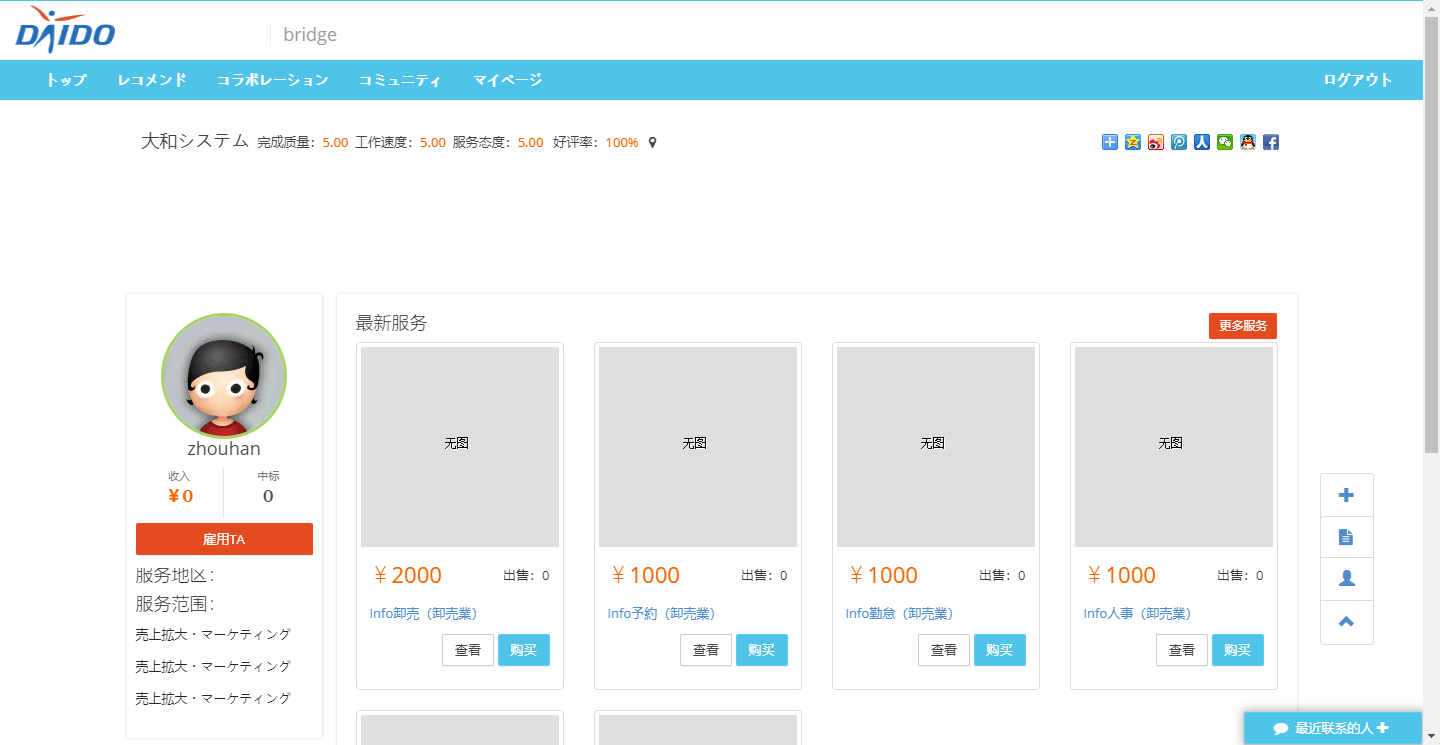 DAIDO bridge
トップ レコメンド コラボレーション コミュニティ マイページ ログアウト
大和システム 完成质量：5.00 工作速度：5.00 服务态度：5.00 好评率：100%
最新服务 更多服务
无图 无图 无图 无图
zhouhan
收入 中标
¥0 0
雇用TA
服务地区：
服务范围：
売上拡大・マーケティング
売上拡大・マーケティング
売上拡大・マーケティング
¥2000 出售：0 ¥1000 出售：0 ¥1000 出售：0 ¥1000 出售：0
Info卸売（卸売業） Info予約（卸売業） Info勤怠（卸売業） Info人事（卸売業）
查看 购买 查看 购买 查看 购买 查看 购买
最近联系的人